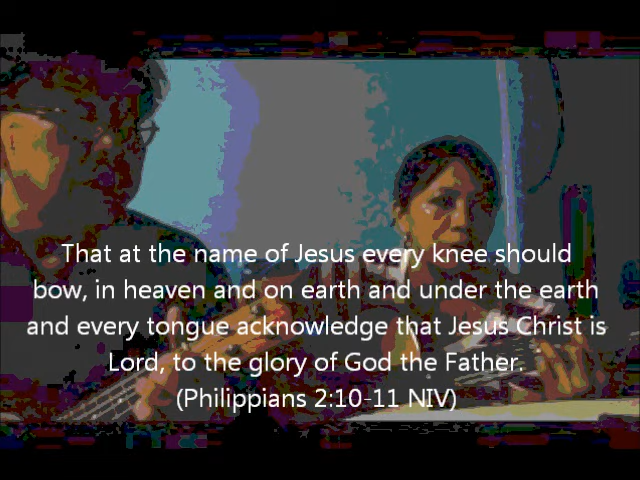 That at the name of Jesus every knee should
bow, in heaven and on earth and under the earth
and every tongue acknowledge that Jesus Christ is
Lord, to the glory of God the Father.
(Philippians 2:10-11 NIV)